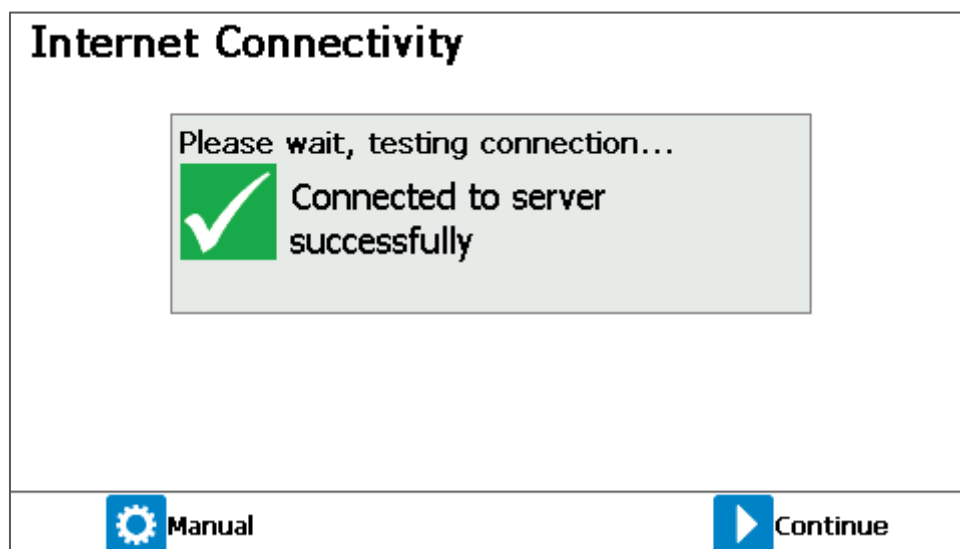 Internet Connectivity
Please wait, testing connection...
Connected to server
successfully
Manual
Continue